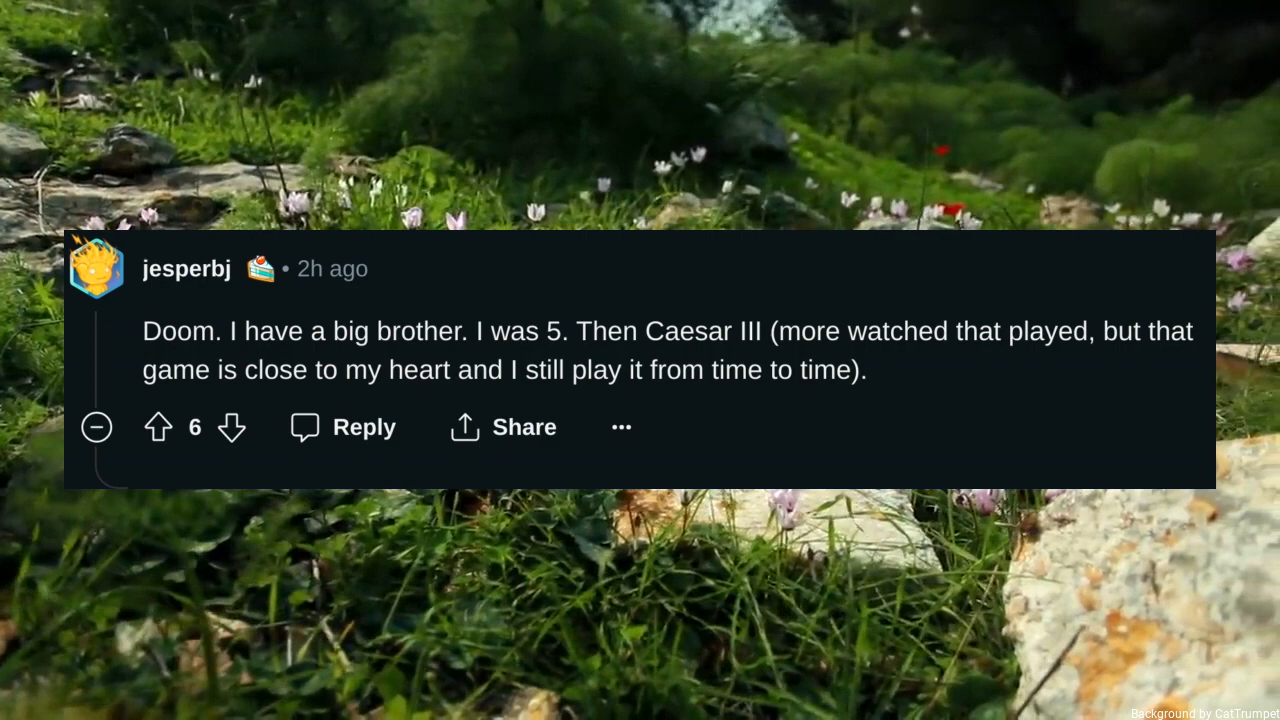 jesperbj • 2h ago
Doom. I have a big brother. I was 5. Then Caesar III (more watched that played, but that
game is close to my heart and I still play it from time to time).
6 Reply Share ···
Background by CatTrumpet